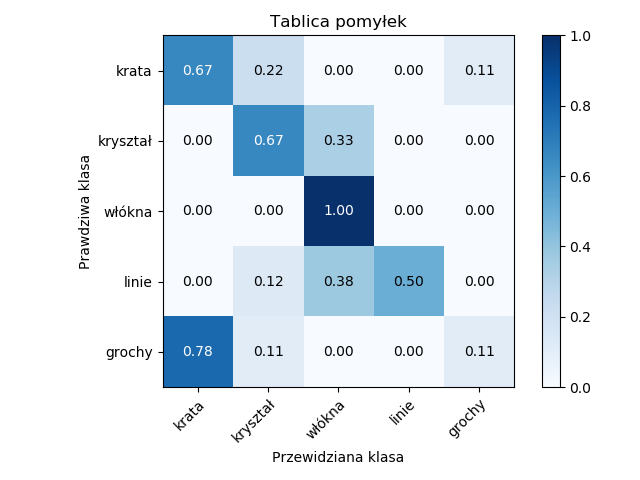 Tablica pomyłek
Prawdziwa klasa
krata 0.67 0.22 0.00 0.00 0.11
kryształ 0.00 0.67 0.33 0.00 0.00
włókna 0.00 0.00 1.00 0.00 0.00
linie 0.00 0.12 0.38 0.50 0.00
grochy 0.78 0.11 0.00 0.00 0.11
krata kryształ włókna linie grochy
Przewidziana klasa
1.0
0.8
0.6
0.4
0.2
0.0